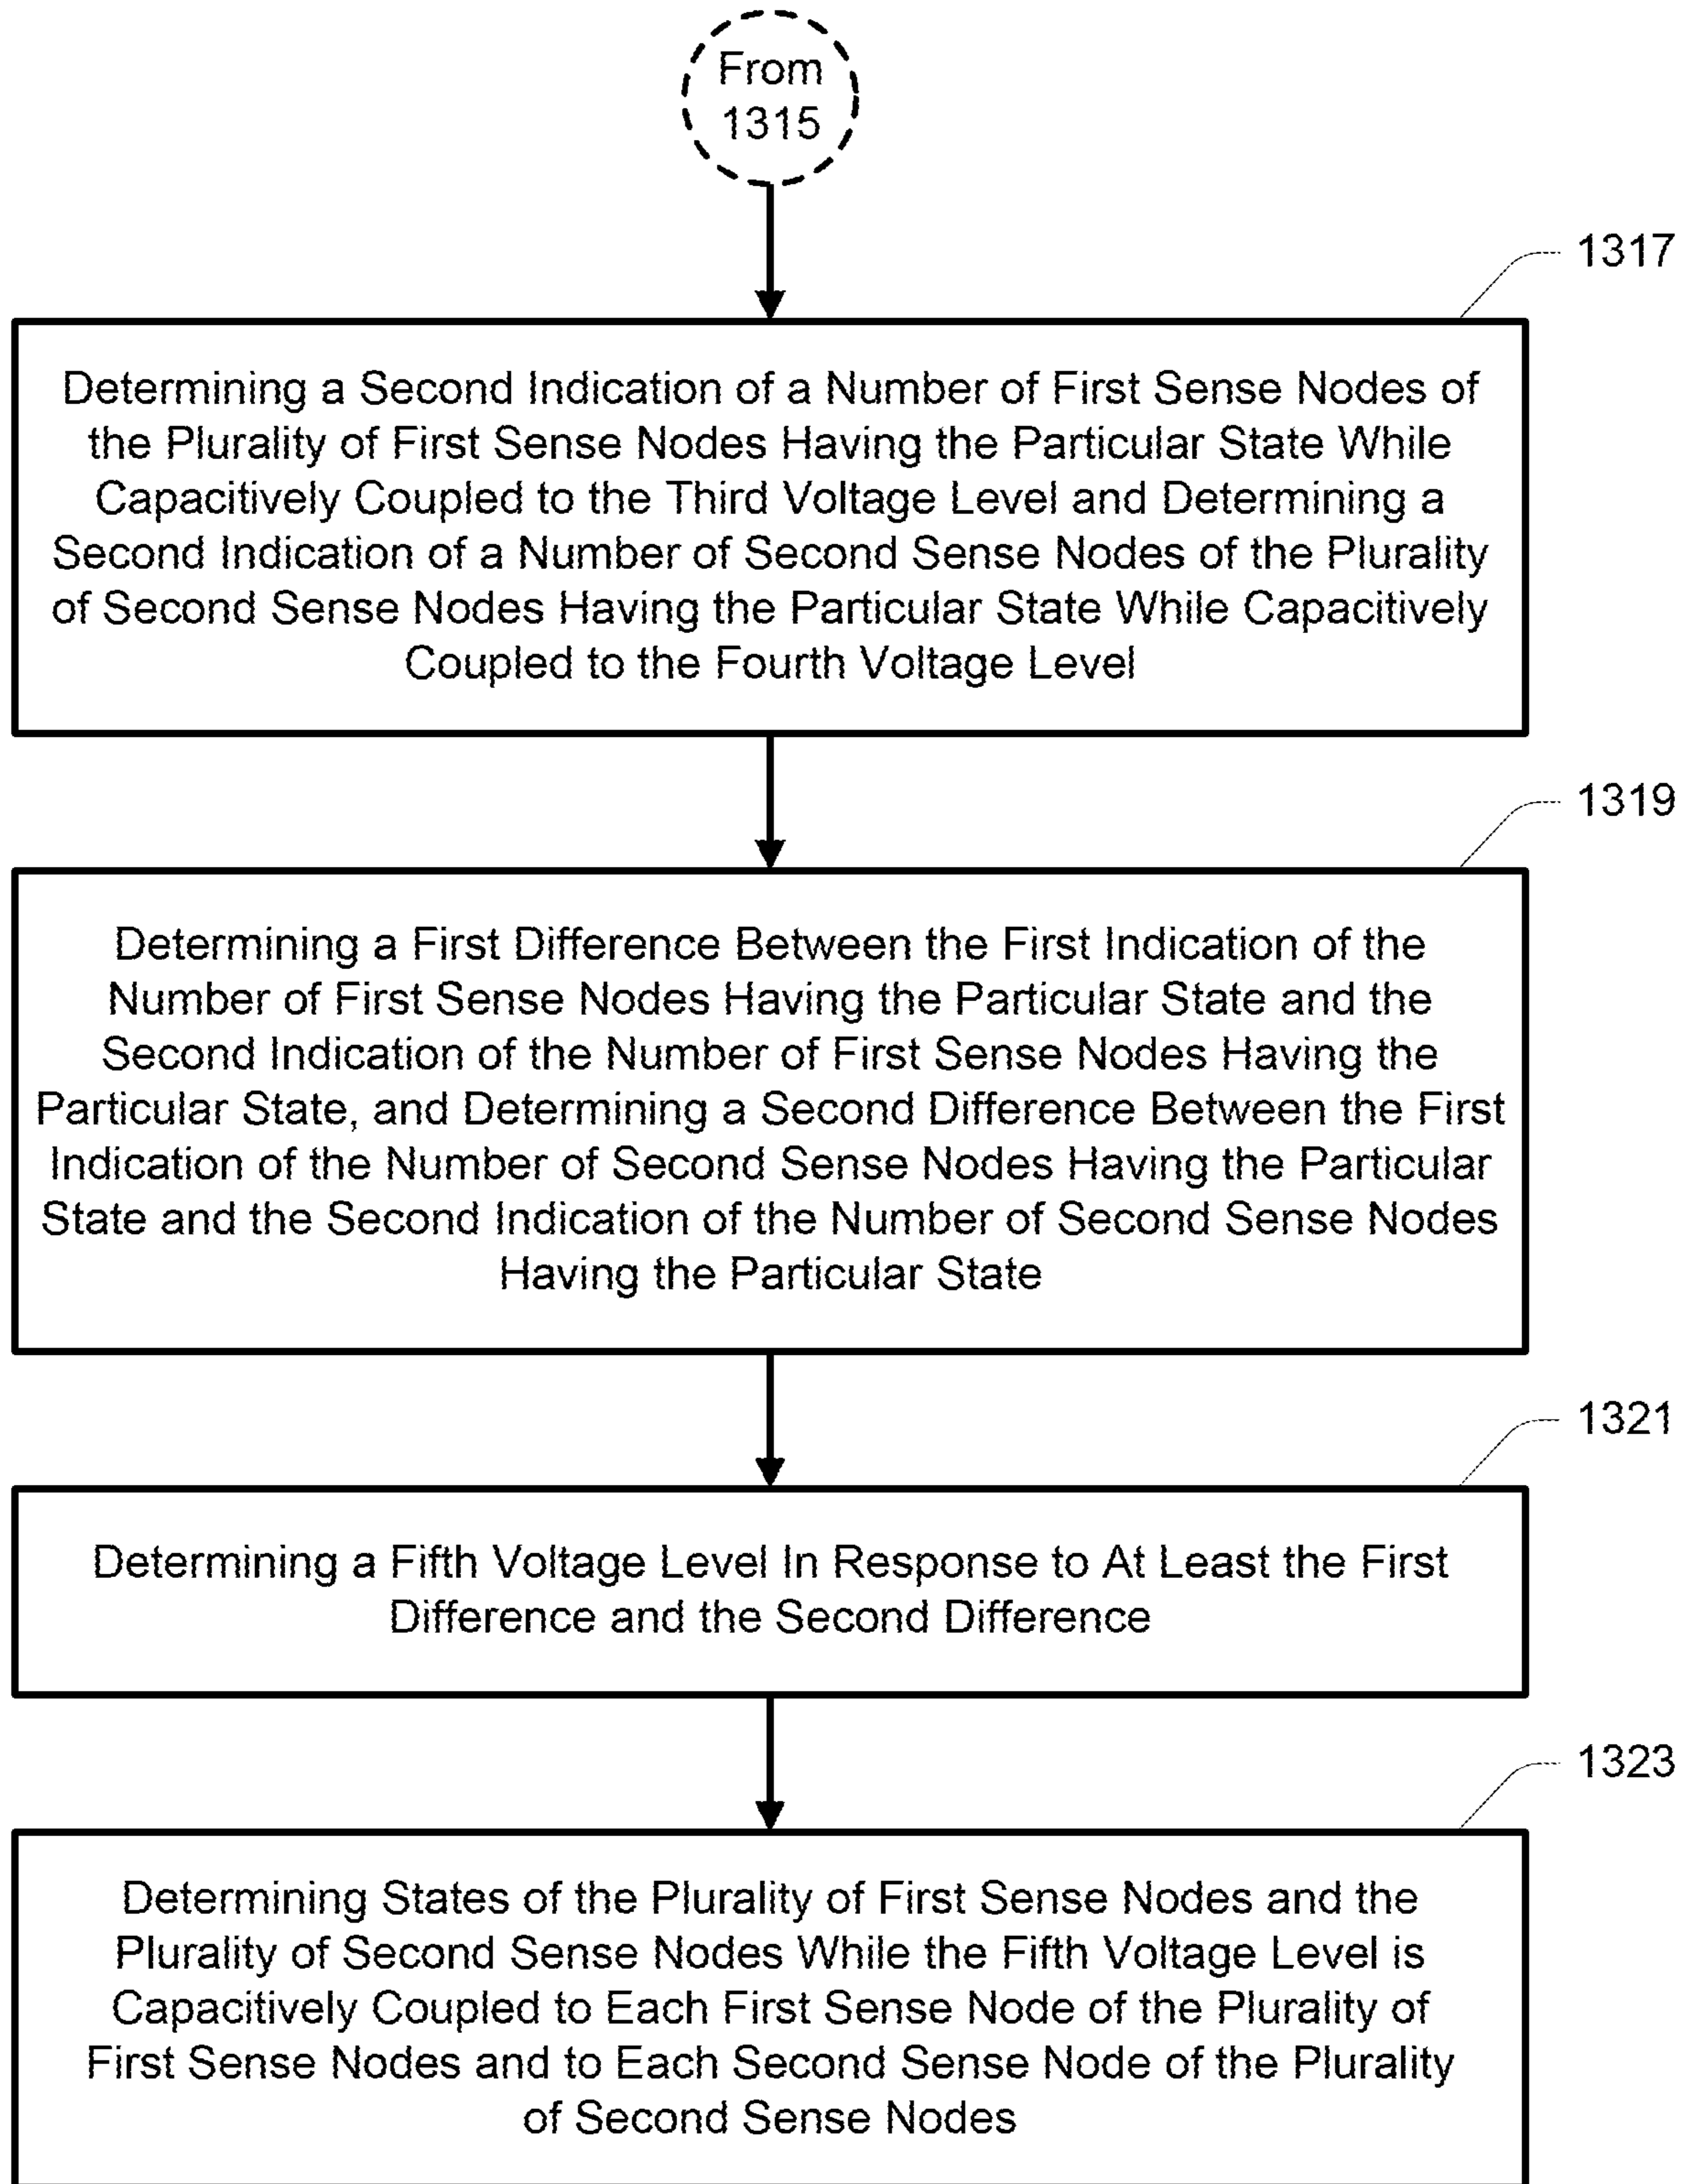 From
1315
1317
Determining a Second Indication of a Number of First Sense Nodes of
the Plurality of First Sense Nodes Having the Particular State While
Capacitively Coupled to the Third Voltage Level and Determining a
Second Indication of a Number of Second Sense Nodes of the Plurality
of Second Sense Nodes Having the Particular State While Capacitively
Coupled to the Fourth Voltage Level
1319
Determining a First Difference Between the First Indication of the
Number of First Sense Nodes Having the Particular State and the
Second Indication of the Number of First Sense Nodes Having the
Particular State, and Determining a Second Difference Between the First
Indication of the Number of Second Sense Nodes Having the Particular
State and the Second Indication of the Number of Second Sense Nodes
Having the Particular State
1321
Determining a Fifth Voltage Level In Response to At Least the First
Difference and the Second Difference
1323
Determining States of the Plurality of First Sense Nodes and the
Plurality of Second Sense Nodes While the Fifth Voltage Level is
Capacitively Coupled to Each First Sense Node of the Plurality of
First Sense Nodes and to Each Second Sense Node of the Plurality
of Second Sense Nodes